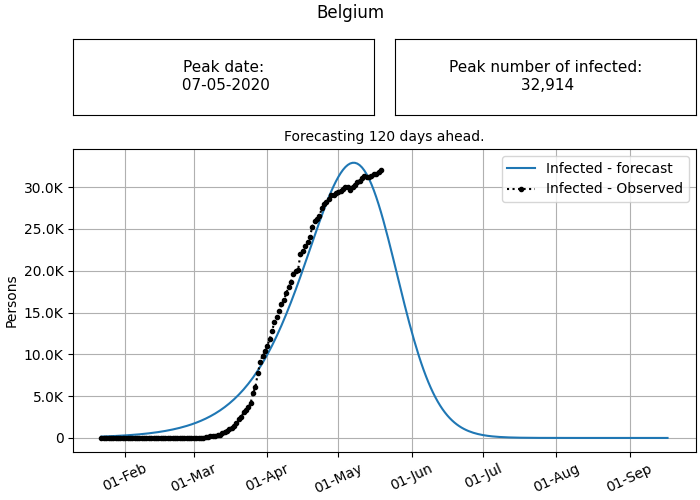 Belgium
Peak date:
07-05-2020
Peak number of infected:
32,914
Forecasting 120 days ahead.
Infected - forecast
Infected - Observed
Persons
30.0K
25.0K
20.0K
15.0K
10.0K
5.0K
0
01-Feb
01-Mar
01-Apr
01-May
01-Jun
01-Jul
01-Aug
01-Sep